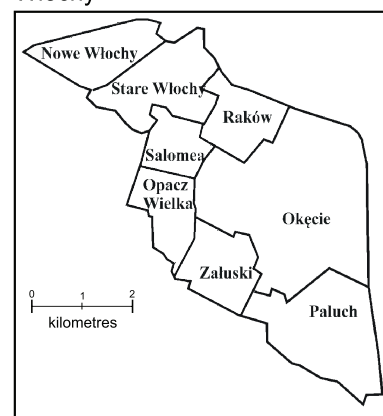 Włochy
Nowe Włochy
Stare Włochy
Raków
Salomea
Opacz
Wielka
Okęcie
Załuski
Paluch
0 1 2
kilometres